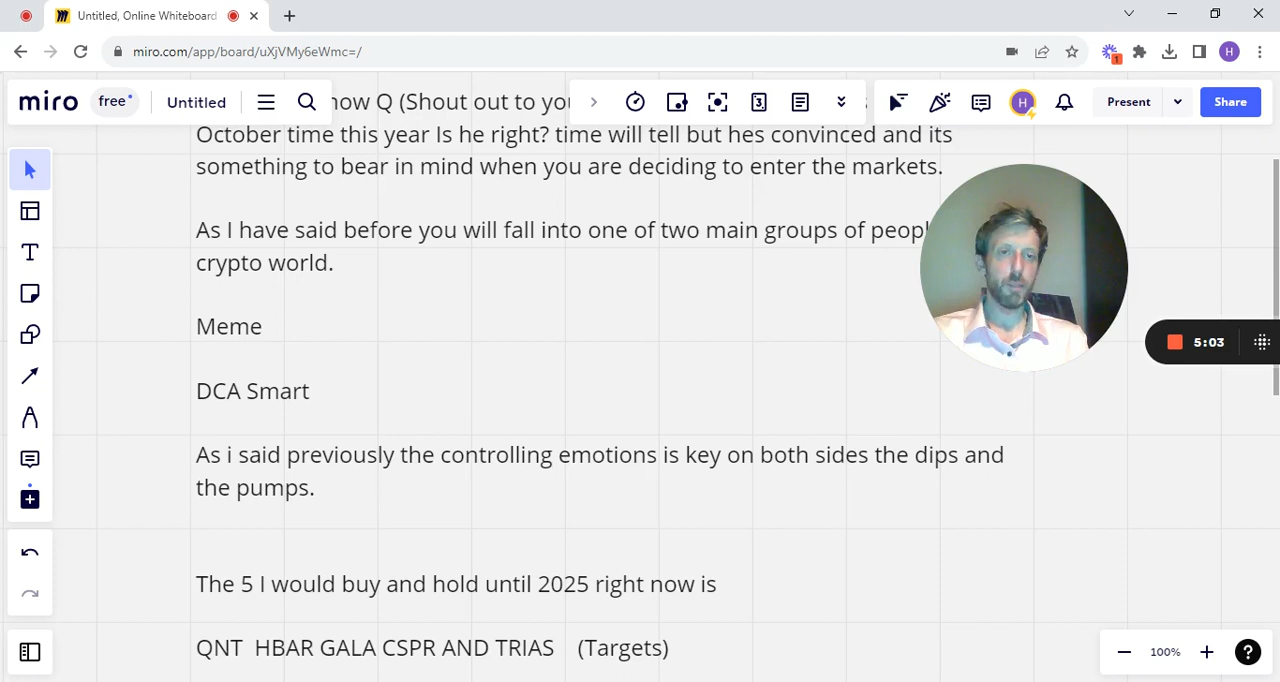 Untitled, Online Whiteboard
miro.com/app/board/uXjVMy6eWmc=/
1
H
miro
free
Untitled
3
H
Present
Share
now Q (Shout out to you
October time this year Is he right? time will tell but hes convinced and its
something to bear in mind when you are deciding to enter the markets.
As I have said before you will fall into one of two main groups of peopl
crypto world.
Meme
DCA Smart
As i said previously the controlling emotions is key on both sides the dips and
the pumps.
The 5 I would buy and hold until 2025 right now is
QNT HBAR GALA CSPR AND TRIAS (Targets)
5:03
100%
?